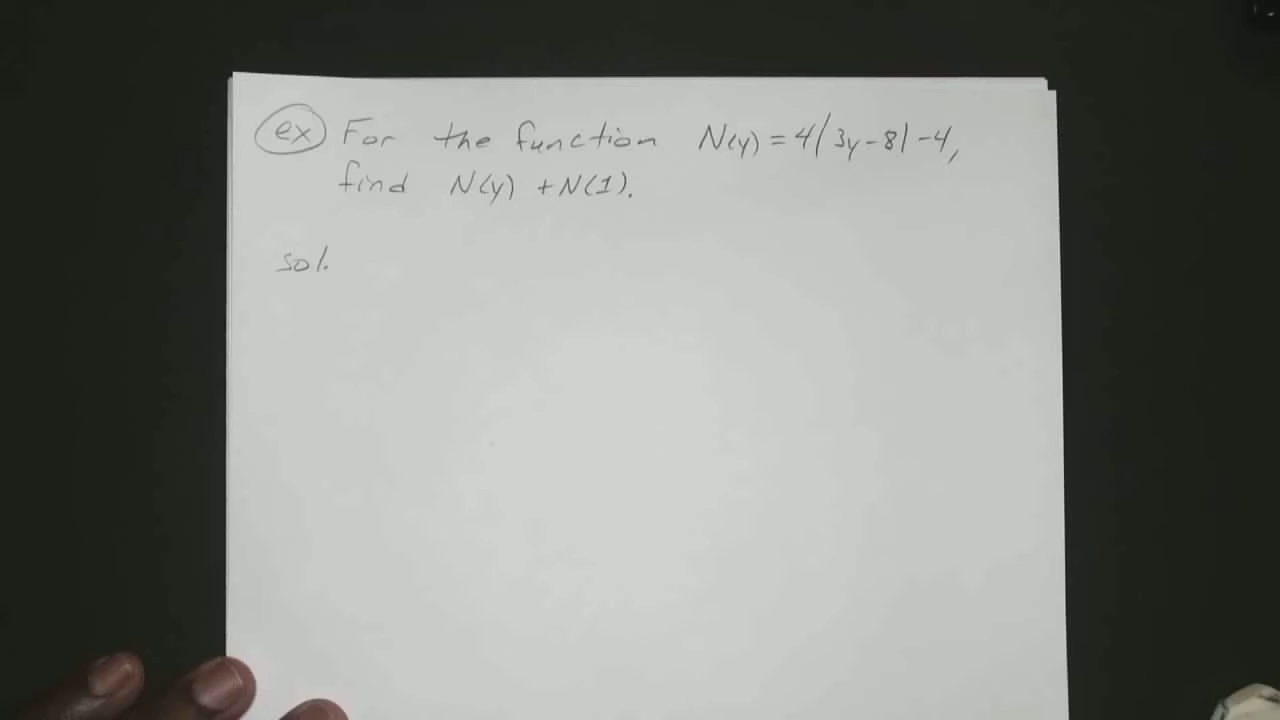 ex For the function N(y) = 4|3y-8| -4,
find N(y) + N(1).
sol.